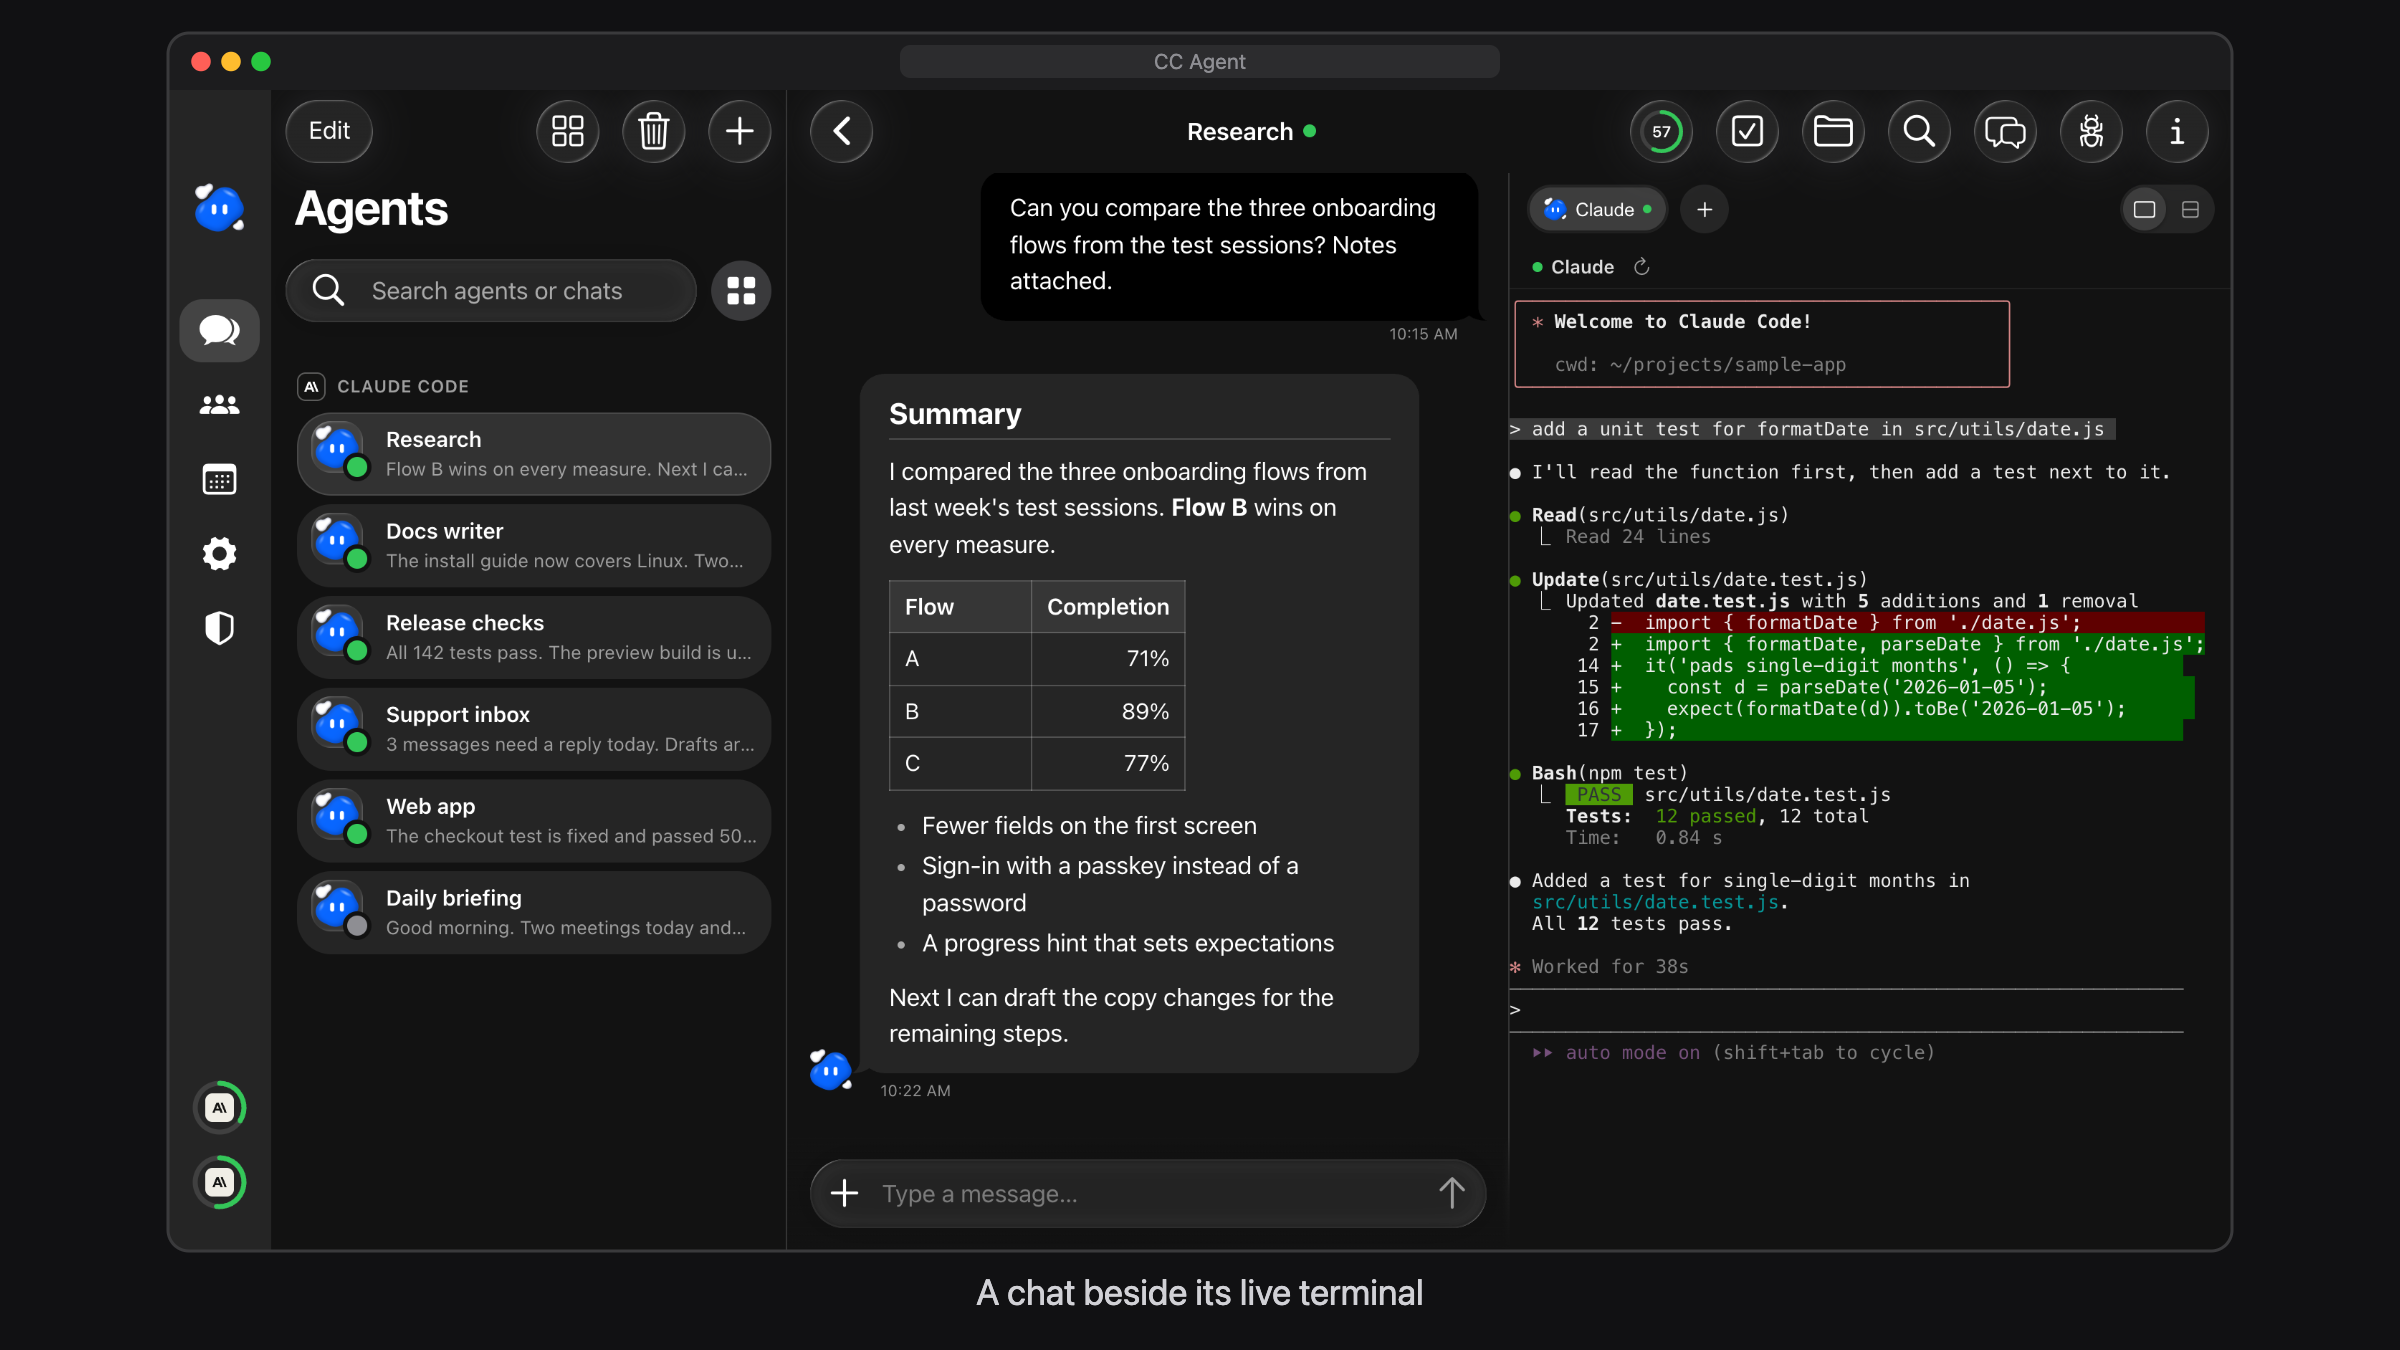 CC Agent
Edit
Agents
Search agents or chats
CLAUDE CODE
Research
Flow B wins on every measure. Next I ca...
Docs writer
The install guide now covers Linux. Two...
Release checks
All 142 tests pass. The preview build is u...
Support inbox
3 messages need a reply today. Drafts ar...
Web app
The checkout test is fixed and passed 50...
Daily briefing
Good morning. Two meetings today and...
Research
57
Can you compare the three onboarding
flows from the test sessions? Notes
attached.
10:15 AM
Summary
I compared the three onboarding flows from
last week's test sessions. Flow B wins on
every measure.
Flow Completion
A 71%
B 89%
C 77%
• Fewer fields on the first screen
• Sign-in with a passkey instead of a
password
• A progress hint that sets expectations
Next I can draft the copy changes for the
remaining steps.
10:22 AM
Type a message...
Claude
Claude
* Welcome to Claude Code!
cwd: ~/projects/sample-app
> add a unit test for formatDate in src/utils/date.js
● I'll read the function first, then add a test next to it.
● Read(src/utils/date.js)
⎿ Read 24 lines
● Update(src/utils/date.test.js)
⎿ Updated date.test.js with 5 additions and 1 removal
2 - import { formatDate } from './date.js';
2 + import { formatDate, parseDate } from './date.js';
14 + it('pads single-digit months', () => {
15 + const d = parseDate('2026-01-05');
16 + expect(formatDate(d)).toBe('2026-01-05');
17 + });
● Bash(npm test)
⎿ PASS src/utils/date.test.js
Tests: 12 passed, 12 total
Time: 0.84 s
● Added a test for single-digit months in
src/utils/date.test.js.
All 12 tests pass.
* Worked for 38s
>
▸▸ auto mode on (shift+tab to cycle)
A chat beside its live terminal